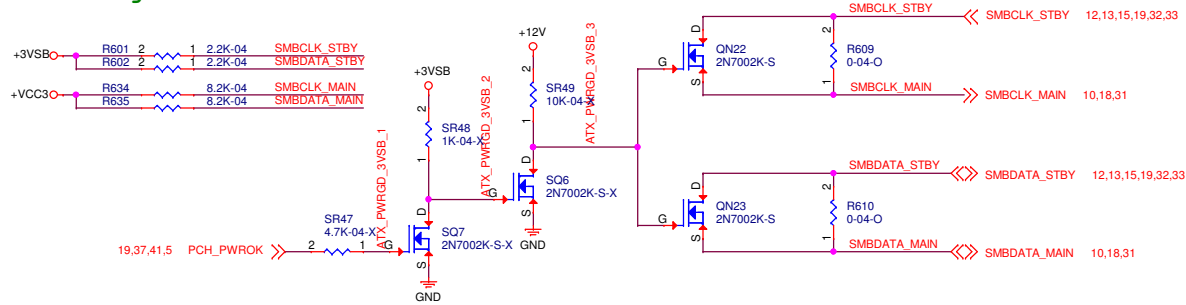 SMBCLK_STBY
SMBCLK_STBY 12,13,15,19,32,33
+12V
QN22
2N7002K-S
D
G
S
R609
0-04-O
2
1
SMBCLK_MAIN
SMBCLK_MAIN 10,18,31
+3VSB
R601 2 1 2.2K-04 SMBCLK_STBY
R602 2 1 2.2K-04 SMBDATA_STBY
+VCC3
R634 8.2K-04 SMBCLK_MAIN
R635 8.2K-04 SMBDATA_MAIN
+3VSB
2
SR48
1K-04-X
1
ATX_PWRGD_3VSB_1
ATX_PWRGD_3VSB_2
2
SR49
10K-04-X
1
ATX_PWRGD_3VSB_3
D
G
S
SQ6
2N7002K-S-X
GND
SMBDATA_STBY
SMBDATA_STBY 12,13,15,19,32,33
D
G
S
QN23
2N7002K-S
2
R610
0-04-O
1
SMBDATA_MAIN
SMBDATA_MAIN 10,18,31
19,37,41,5 PCH_PWROK
SR47
4.7K-04-X
2 1
D
G
S
SQ7
2N7002K-S-X
GND